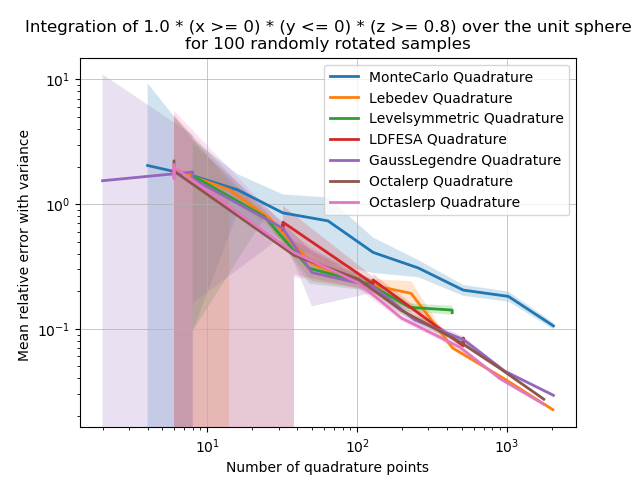 Integration of 1.0 * (x >= 0) * (y <= 0) * (z >= 0.8) over the unit sphere
for 100 randomly rotated samples
MonteCarlo Quadrature
Lebedev Quadrature
Levelsymmetric Quadrature
LDFESA Quadrature
GaussLegendre Quadrature
Octalerp Quadrature
Octaslerp Quadrature
Mean relative error with variance
10¹
10⁰
10⁻¹
10¹ 10² 10³
Number of quadrature points